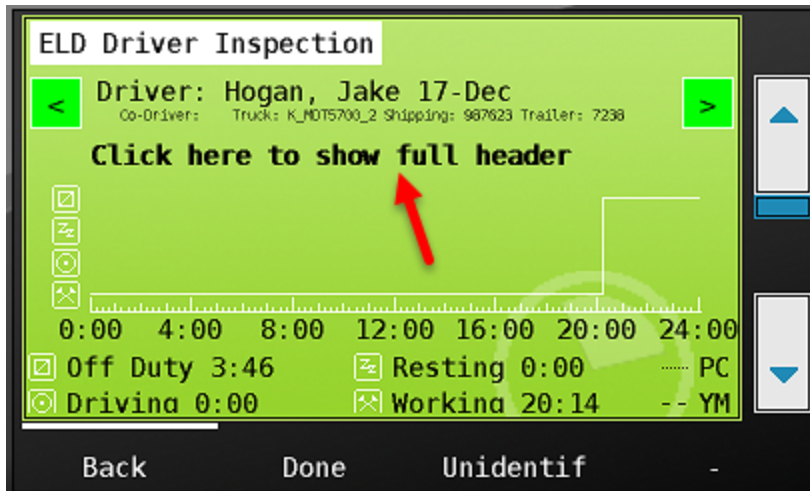 ELD Driver Inspection
< Driver: Hogan, Jake 17-Dec >
Co-Driver: Truck: K_MDT5700_2 Shipping: 987623 Trailer: 7238
Click here to show full header
0:00 4:00 8:00 12:00 16:00 20:00 24:00
Off Duty 3:46 Resting 0:00 PC
Driving 0:00 Working 20:14 -- YM
Back Done Unidentif -